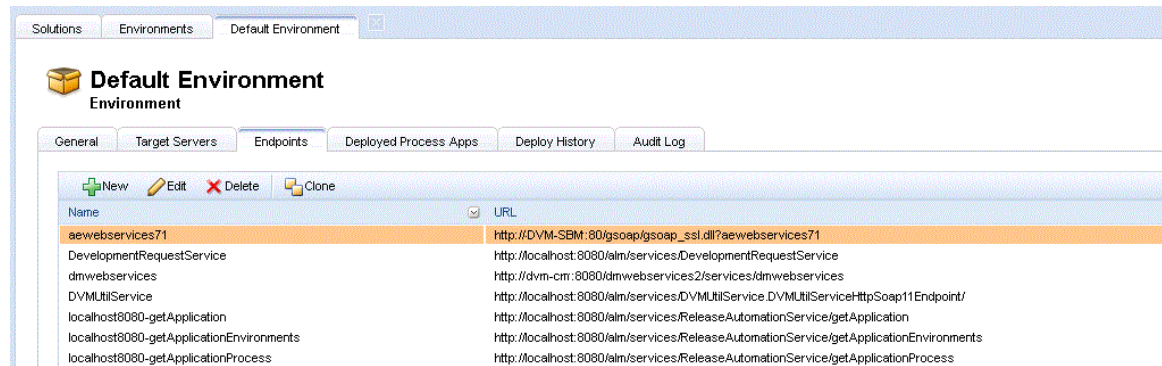 Solutions Environments Default Environment
Default Environment
Environment
General Target Servers Endpoints Deployed Process Apps Deploy History Audit Log
New Edit Delete Clone
Name URL
aewebservices71 http://DVM-SBM:80/gsoap/gsoap_ssl.dll?aewebservices71
DevelopmentRequestService http://localhost:8080/alm/services/DevelopmentRequestService
dmwebservices http://dvm-cm:8080/dmwebservices2/services/dmwebservices
DVMUtilService http://localhost:8080/alm/services/DVMUtilService.DVMUtilServiceHttpSoap11Endpoint/
localhost8080-getApplication http://localhost:8080/alm/services/ReleaseAutomationService/getApplication
localhost8080-getApplicationEnvironments http://localhost:8080/alm/services/ReleaseAutomationService/getApplicationEnvironments
localhost8080-getApplicationProcess http://localhost:8080/alm/services/ReleaseAutomationService/getApplicationProcess